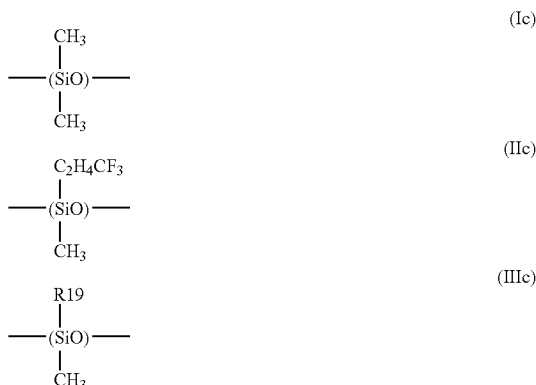 (Ic)
CH3
(SiO)
CH3
(IIc)
C2H4CF3
(SiO)
CH3
(IIIc)
R19
(SiO)
CH3